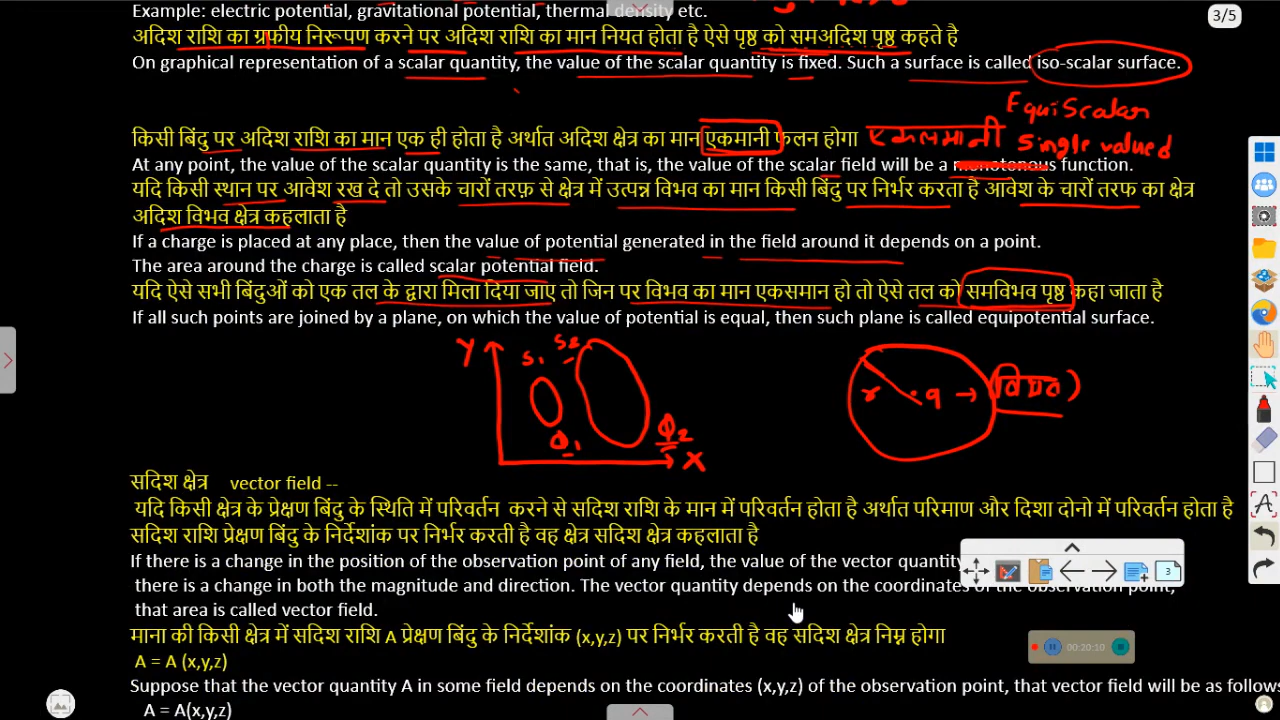 Example: electric potential, gravitational potential, thermal density etc.
3/5
अदिश राशि का ग्रफीय निरूपण करने पर अदिश राशि का मान नियत होता है ऐसे पृष्ठ को समअदिश पृष्ठ कहते है
On graphical representation of a scalar quantity, the value of the scalar quantity is fixed. Such a surface is called iso-scalar surface.
EquiScalar
किसी बिंदु पर अदिश राशि का मान एक ही होता है अर्थात अदिश क्षेत्र का मान एकमानी फलन होगा एकलमानी Single valued
At any point, the value of the scalar quantity is the same, that is, the value of the scalar field will be a monotonous function.
यदि किसी स्थान पर आवेश रख दे तो उसके चारों तरफ़ से क्षेत्र में उत्पन्न विभव का मान किसी बिंदु पर निर्भर करता है आवेश के चारों तरफ का क्षेत्र
अदिश विभव क्षेत्र कहलाता है
If a charge is placed at any place, then the value of potential generated in the field around it depends on a point.
The area around the charge is called scalar potential field.
यदि ऐसे सभी बिंदुओं को एक तल के द्वारा मिला दिया जाए तो जिन पर विभव का मान एकसमान हो तो ऐसे तल को समविभव पृष्ठ कहा जाता है
If all such points are joined by a plane, on which the value of potential is equal, then such plane is called equipotential surface.
Y S1 S2
r q → (विभव)
Φ1 Φ2 X
सदिश क्षेत्र vector field --
यदि किसी क्षेत्र के प्रेक्षण बिंदु के स्थिति में परिवर्तन करने से सदिश राशि के मान में परिवर्तन होता है अर्थात परिमाण और दिशा दोनो में परिवर्तन होता है
सदिश राशि प्रेक्षण बिंदु के निर्देशांक पर निर्भर करती है वह क्षेत्र सदिश क्षेत्र कहलाता है
If there is a change in the position of the observation point of any field, the value of the vector quantity
there is a change in both the magnitude and direction. The vector quantity depends on the coordinates of the observation point,
that area is called vector field.
3
माना की किसी क्षेत्र में सदिश राशि A प्रेक्षण बिंदु के निर्देशांक (x,y,z) पर निर्भर करती है वह सदिश क्षेत्र निम्न होगा
00:20:10
A = A (x,y,z)
Suppose that the vector quantity A in some field depends on the coordinates (x,y,z) of the observation point, that vector field will be as follows
A = A(x,y,z)